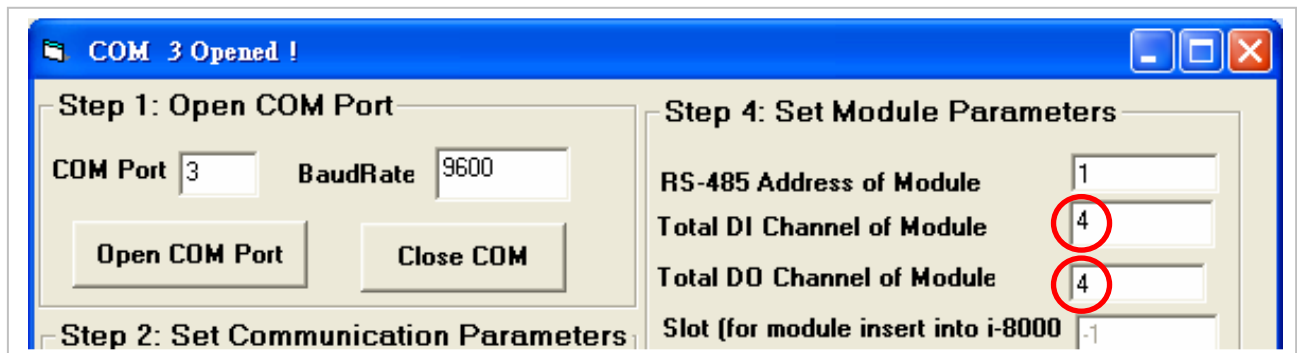 COM 3 Opened !
Step 1: Open COM Port
COM Port 3 BaudRate 9600
Open COM Port Close COM
Step 2: Set Communication Parameters
Step 4: Set Module Parameters
RS-485 Address of Module 1
Total DI Channel of Module 4
Total DO Channel of Module 4
Slot (for module insert into i-8000 -1